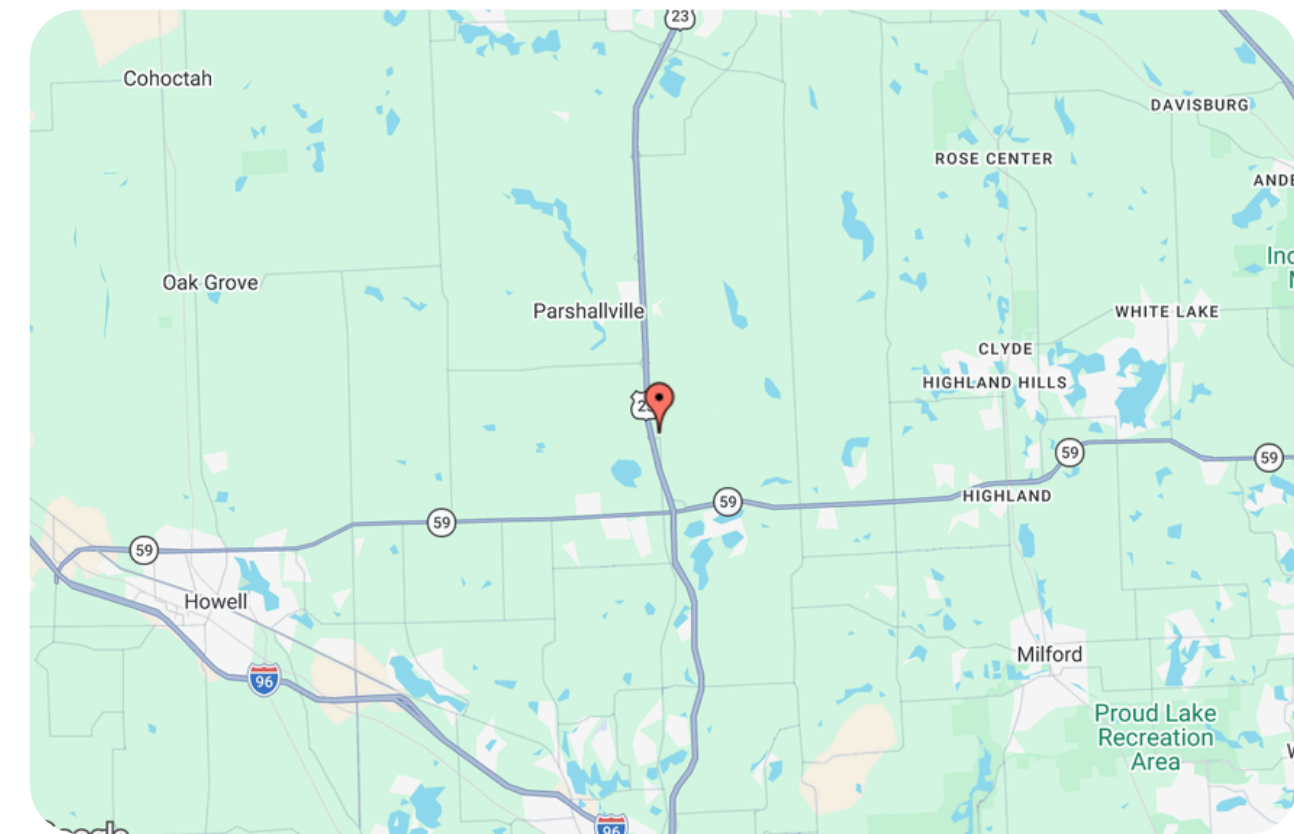 23
Cohoctah
DAVISBURG
ROSE CENTER
Oak Grove
Parshallville
WHITE LAKE
CLYDE
HIGHLAND HILLS
59
59
HIGHLAND
59
59
59
Howell
Milford
96
Proud Lake
Recreation
Area
96